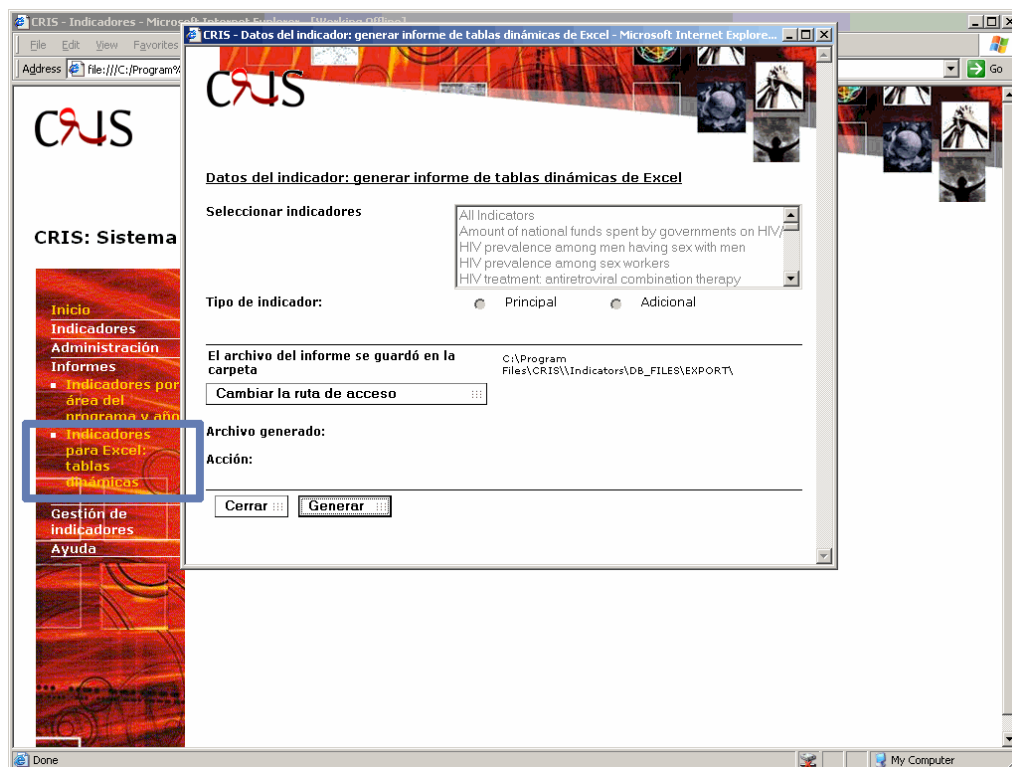 CRIS - Indicadores - Microsoft Internet Explorer - [Working Offline]
CRIS - Datos del indicador: generar informe de tablas dinámicas de Excel - Microsoft Internet Explore...
File Edit View Favorites
Address file:///C:/Program%
Go
CRIS
CRIS
Datos del indicador: generar informe de tablas dinámicas de Excel
Seleccionar indicadores
All Indicators
Amount of national funds spent by governments on HIV/
HIV prevalence among men having sex with men
HIV prevalence among sex workers
HIV treatment: antiretroviral combination therapy
Tipo de indicador:
Principal
Adicional
El archivo del informe se guardó en la
carpeta
C:\Program
Files\CRIS\\Indicators\DB_FILES\EXPORT\
Cambiar la ruta de acceso
Archivo generado:
Acción:
Cerrar
Generar
CRIS: Sistema
Inicio
Indicadores
Administración
Informes
Indicadores por
área del
programa y año
Indicadores
para Excel:
tablas
dinámicas
Gestión de
indicadores
Ayuda
Done
My Computer